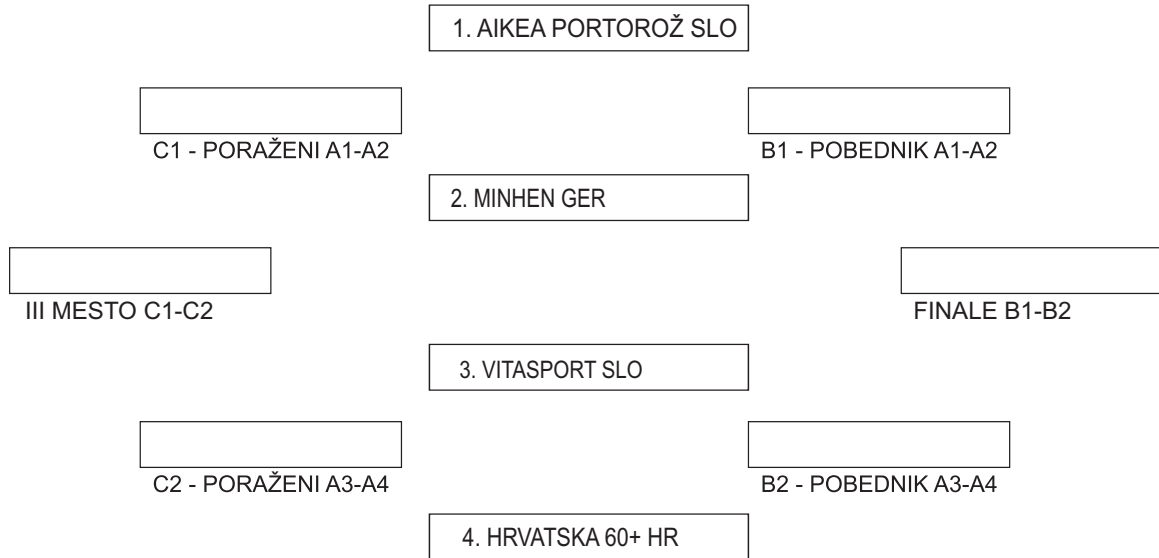 1. AIKEA PORTOROŽ SLO
C1 - PORAŽENI A1-A2
B1 - POBEDNIK A1-A2
2. MINHEN GER
III MESTO C1-C2
FINALE B1-B2
3. VITASPORT SLO
C2 - PORAŽENI A3-A4
B2 - POBEDNIK A3-A4
4. HRVATSKA 60+ HR